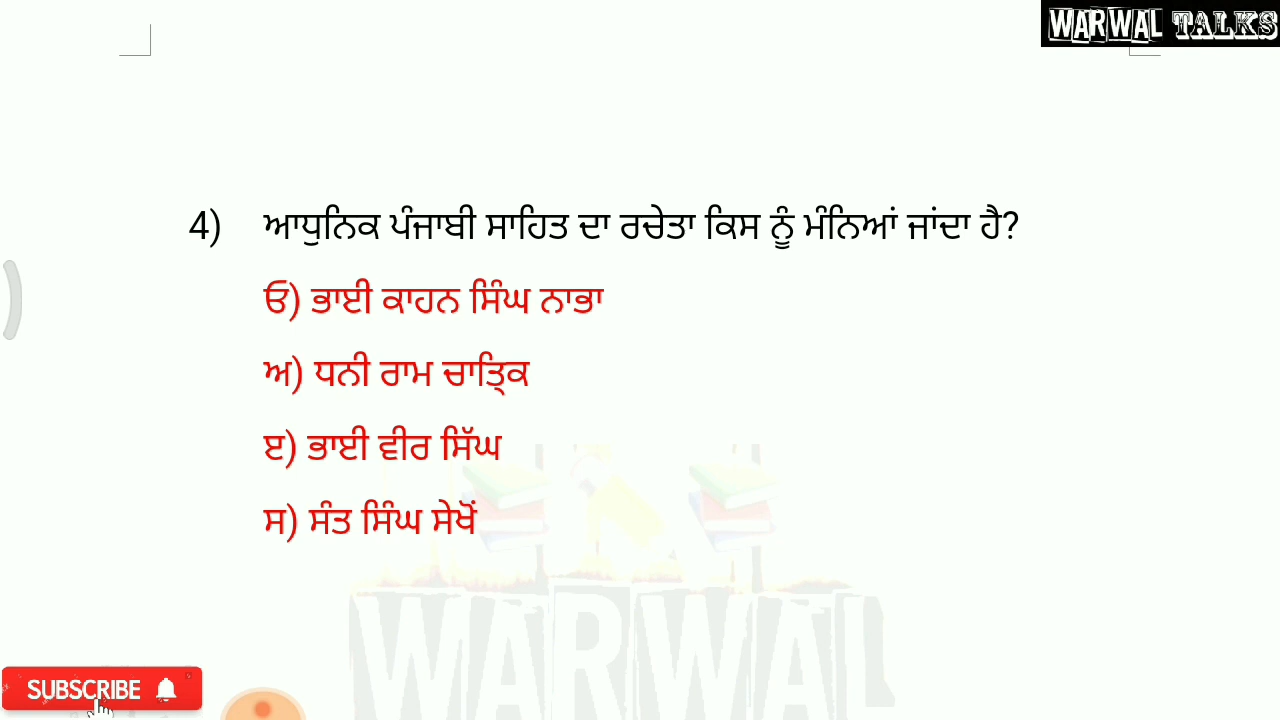 WARWAL TALKS
4) ਆਧੁਨਿਕ ਪੰਜਾਬੀ ਸਾਹਿਤ ਦਾ ਰਚੇਤਾ ਕਿਸ ਨੂੰ ਮੰਨਿਆਂ ਜਾਂਦਾ ਹੈ?
ੳ) ਭਾਈ ਕਾਹਨ ਸਿੰਘ ਨਾਭਾ
ਅ) ਧਨੀ ਰਾਮ ਚਾਤ੍ਰਿਕ
ੲ) ਭਾਈ ਵੀਰ ਸਿੱਘ
ਸ) ਸੰਤ ਸਿੰਘ ਸੇਖੋਂ
WARWAL
SUBSCRIBE